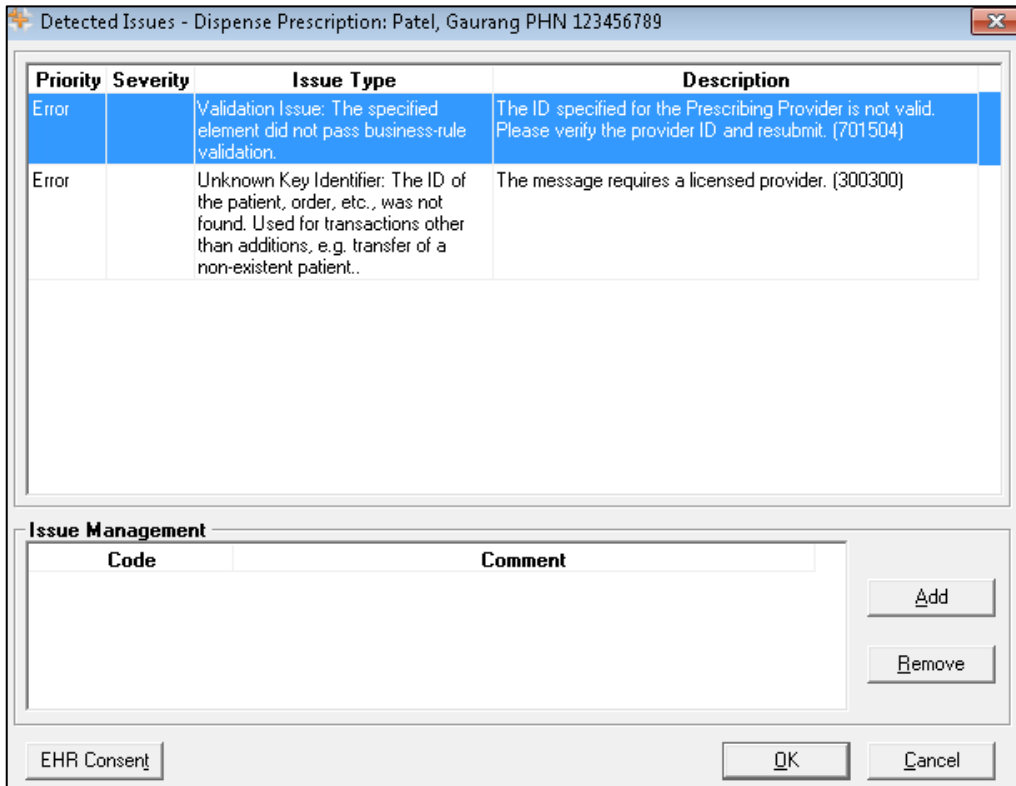 Detected Issues - Dispense Prescription: Patel, Gaurang PHN 123456789
Priority Severity Issue Type Description
Error Validation Issue: The specified The ID specified for the Prescribing Provider is not valid.
element did not pass business-rule Please verify the provider ID and resubmit. (701504)
validation.
Error Unknown Key Identifier: The ID of The message requires a licensed provider. (300300)
the patient, order, etc., was not
found. Used for transactions other
than additions, e.g. transfer of a
non-existent patient..
Issue Management
Code Comment
Add
Remove
EHR Consent OK Cancel